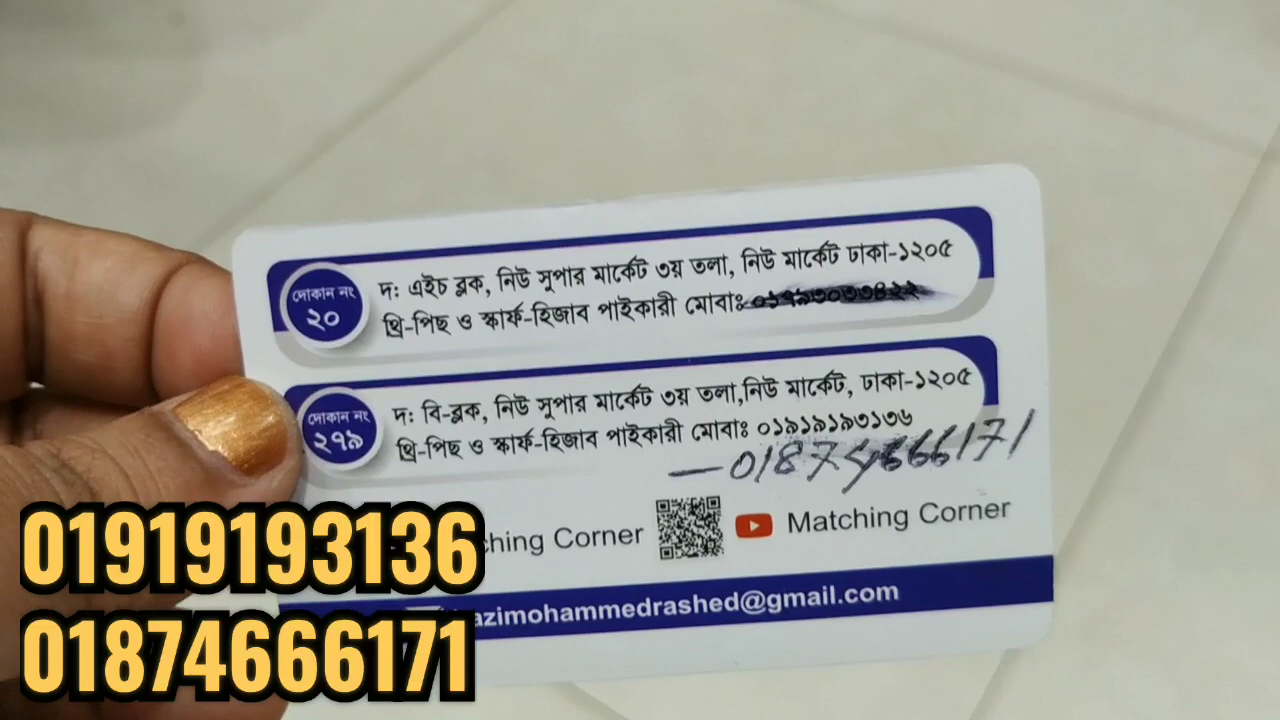 দোকান নং
২০
দ: এইচ ব্লক, নিউ সুপার মার্কেট ৩য় তলা, নিউ মার্কেট ঢাকা-১২০৫
থ্রি-পিছ ও স্কার্ফ-হিজাব পাইকারী মোবাঃ
দোকান নং
২৭৯
দ: বি-ব্লক, নিউ সুপার মার্কেট ৩য় তলা,নিউ মার্কেট, ঢাকা-১২০৫
থ্রি-পিছ ও স্কার্ফ-হিজাব পাইকারী মোবাঃ ০১৯১৯১৯৩১৩৬
—01874666171
ching Corner
Matching Corner
azimohammedrashed@gmail.com
01919193136
01874666171